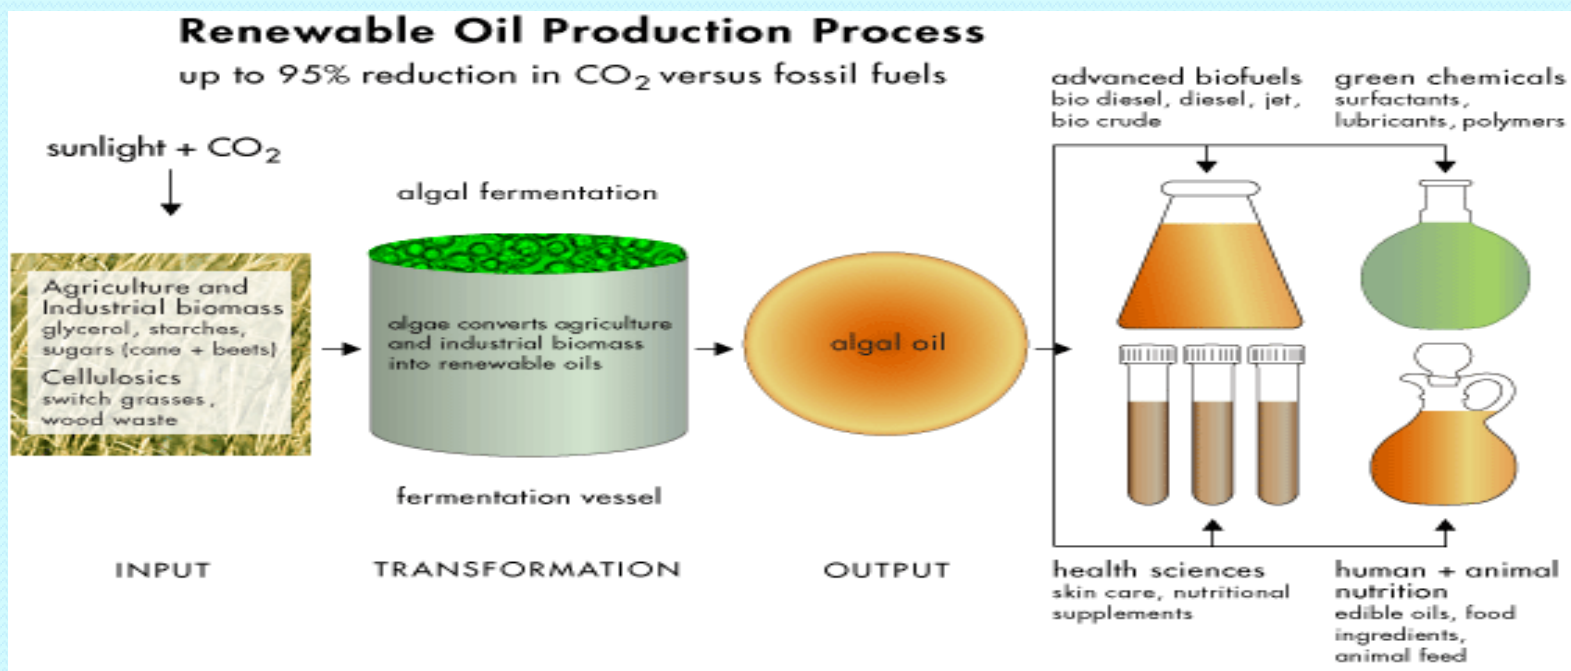 Renewable Oil Production Process
up to 95% reduction in CO₂ versus fossil fuels
sunlight + CO₂
Agriculture and
Industrial biomass
glycerol, starches,
sugars (cane + beets)
Cellulosics
switch grasses,
wood waste
INPUT
algal fermentation
algae converts agriculture
and industrial biomass
into renewable oils
fermentation vessel
TRANSFORMATION
algal oil
OUTPUT
advanced biofuels
bio diesel, diesel, jet,
bio crude
green chemicals
surfactants,
lubricants, polymers
health sciences
skin care, nutritional
supplements
human + animal
nutrition
edible oils, food
ingredients,
animal feed